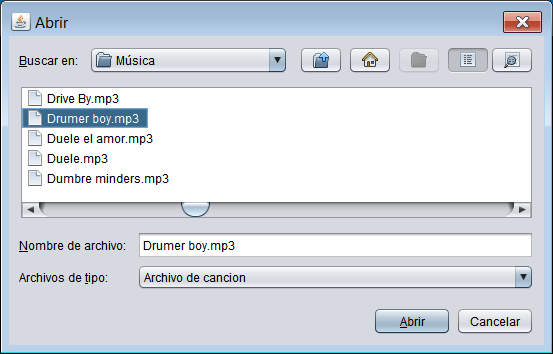 Abrir
Buscar en: Música
Drive By.mp3
Drumer boy.mp3
Duele el amor.mp3
Duele.mp3
Dumbre minders.mp3
Nombre de archivo: Drumer boy.mp3
Archivos de tipo: Archivo de cancion
Abrir Cancelar